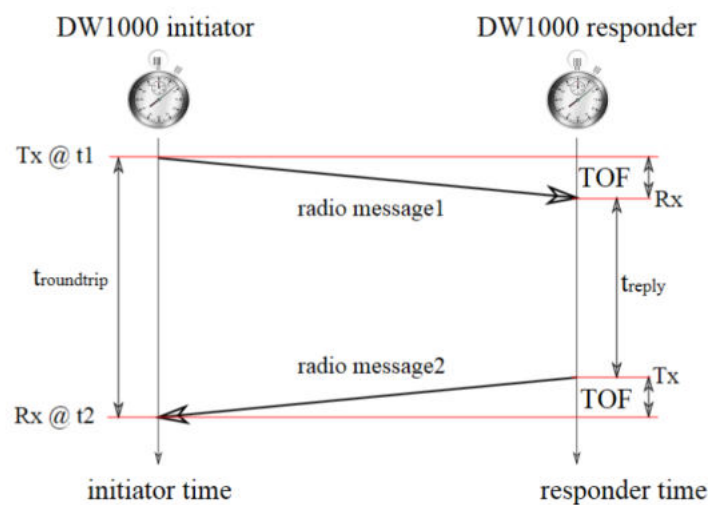 DW1000 initiator
DW1000 responder
Tx @ t1
TOF
Rx
radio message1
troundtrip
treply
radio message2
Tx
TOF
Rx @ t2
initiator time
responder time